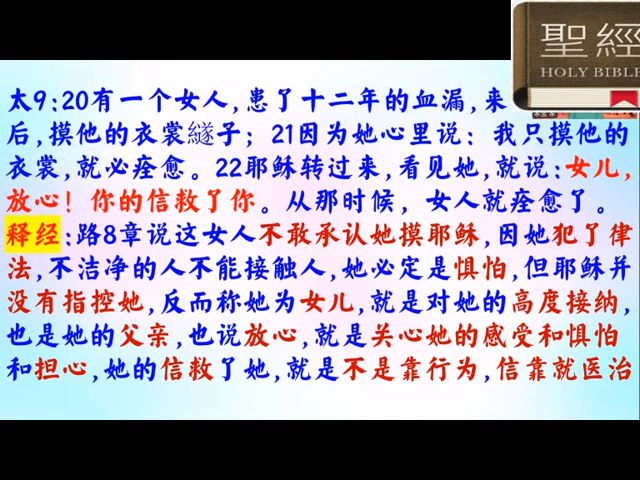 聖經
HOLY BIBLE
太9:20有一个女人,患了十二年的血漏,来
后,摸他的衣裳繸子；21因为她心里说：我只摸他的
衣裳,就必痊愈。22耶稣转过来,看见她,就说:女儿,
放心！你的信救了你。从那时候，女人就痊愈了。
释经:路8章说这女人不敢承认她摸耶稣,因她犯了律
法,不洁净的人不能接触人,她必定是惧怕,但耶稣并
没有指控她,反而称她为女儿,就是对她的高度接纳,
也是她的父亲,也说放心,就是关心她的感受和惧怕
和担心,她的信救了她,就是不是靠行为,信靠就医治